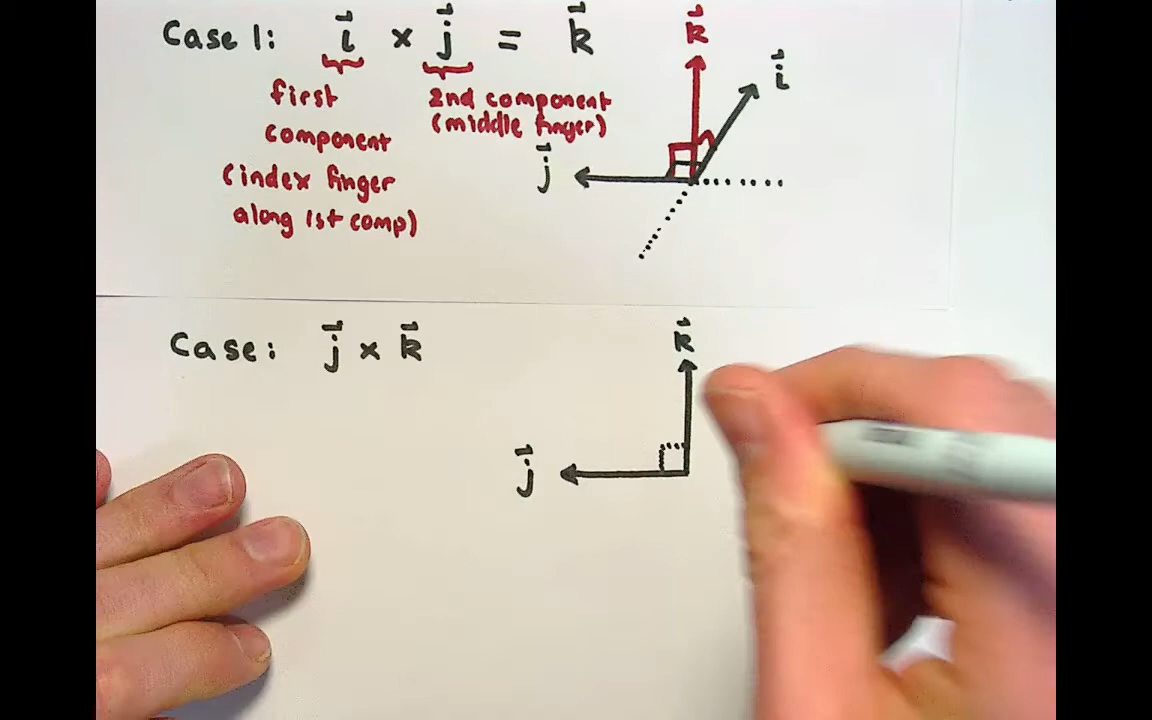 Case 1: i⃗ × j⃗ = k⃗
first
component
(index finger
along 1st comp)
2nd component
(middle finger)
k⃗
i⃗
j⃗
Case: j⃗ × k⃗
k⃗
j⃗